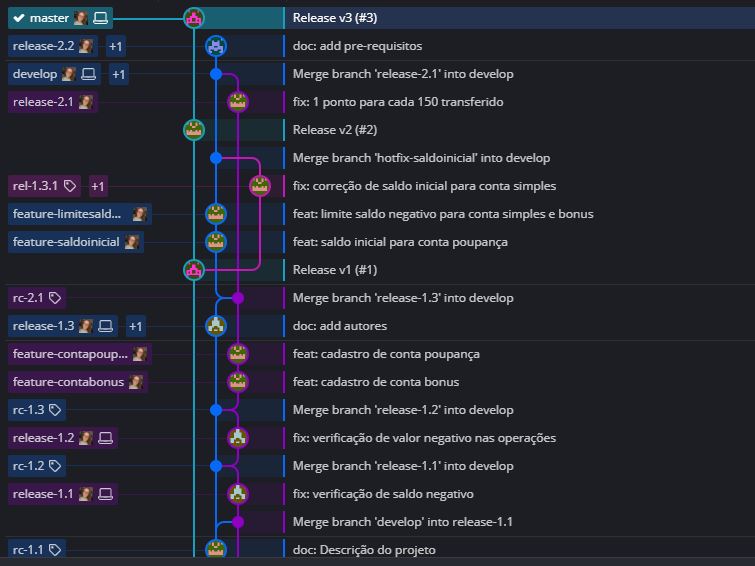 master Release v3 (#3)
release-2.2 +1 doc: add pre-requisitos
develop +1 Merge branch 'release-2.1' into develop
release-2.1 fix: 1 ponto para cada 150 transferido
Release v2 (#2)
Merge branch 'hotfix-saldoinicial' into develop
rel-1.3.1 +1 fix: correção de saldo inicial para conta simples
feature-limitesald... feat: limite saldo negativo para conta simples e bonus
feature-saldoinicial feat: saldo inicial para conta poupança
Release v1 (#1)
rc-2.1 Merge branch 'release-1.3' into develop
release-1.3 +1 doc: add autores
feature-contapoup... feat: cadastro de conta poupança
feature-contabonus feat: cadastro de conta bonus
rc-1.3 Merge branch 'release-1.2' into develop
release-1.2 fix: verificação de valor negativo nas operações
rc-1.2 Merge branch 'release-1.1' into develop
release-1.1 fix: verificação de saldo negativo
Merge branch 'develop' into release-1.1
rc-1.1 doc: Descrição do projeto